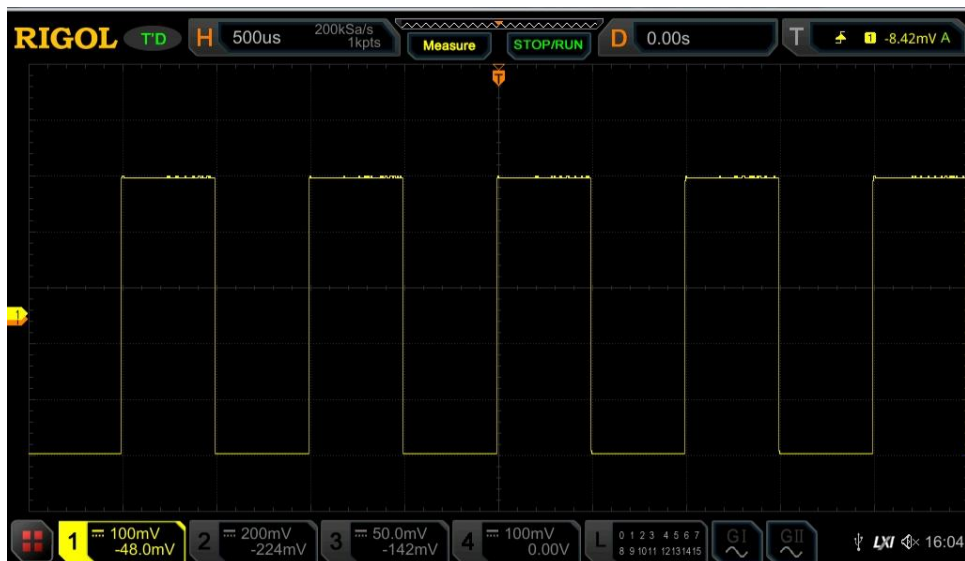 RIGOL T'D H 500us 200kSa/s 1kpts Measure STOP/RUN D 0.00s T 1 -8.42mV A
T
1
1 100mV -48.0mV 2 200mV -224mV 3 50.0mV -142mV 4 100mV 0.00V L 0 1 2 3 4 5 6 7 8 9 10 11 12 13 14 15 GI GII LXI 16:04